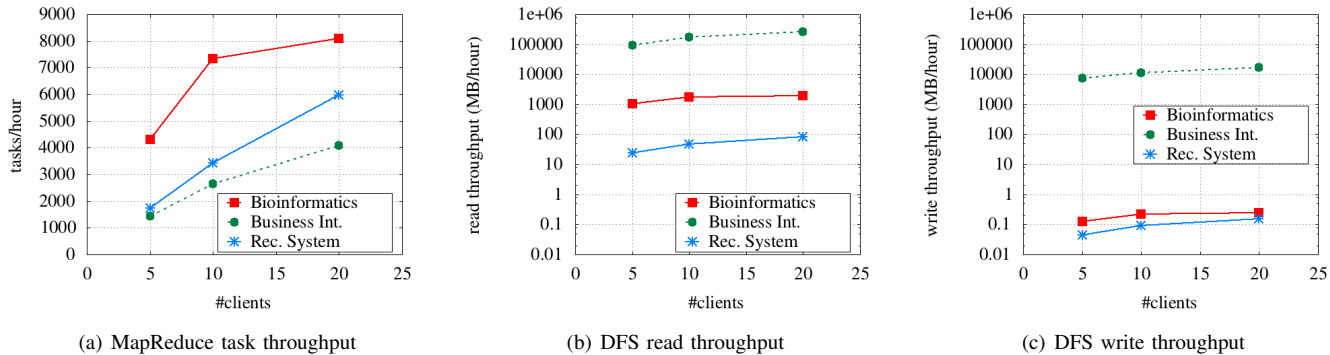 9000
8000
7000
6000
5000
4000
3000
2000
1000
0
tasks/hour
Bioinformatics
Business Int.
Rec. System
0 5 10 15 20 25
#clients
(a) MapReduce task throughput
1e+06
100000
10000
1000
100
10
1
0.1
0.01
read throughput (MB/hour)
Bioinformatics
Business Int.
Rec. System
0 5 10 15 20 25
#clients
(b) DFS read throughput
1e+06
100000
10000
1000
100
10
1
0.1
0.01
write throughput (MB/hour)
Bioinformatics
Business Int.
Rec. System
0 5 10 15 20 25
#clients
(c) DFS write throughput